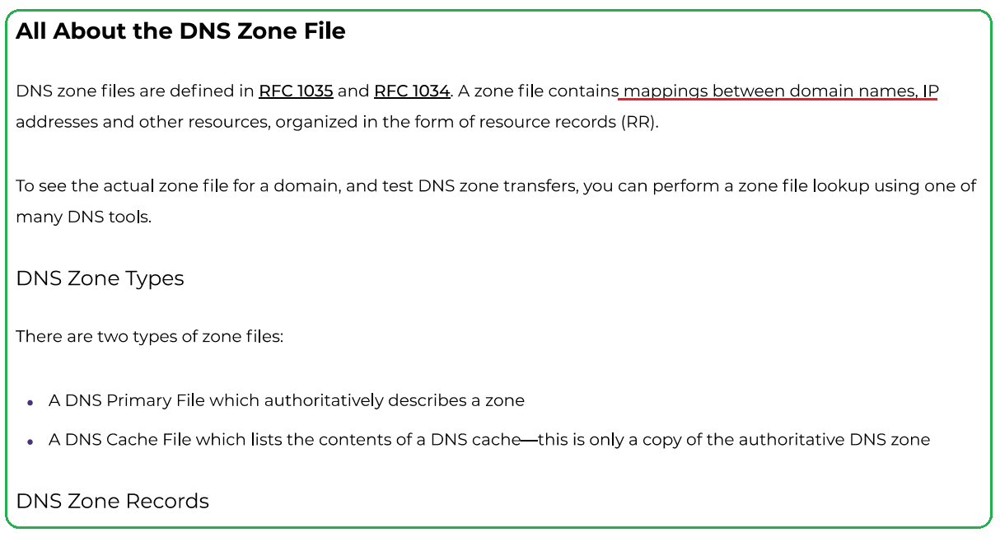 All About the DNS Zone File
DNS zone files are defined in RFC 1035 and RFC 1034. A zone file contains mappings between domain names, IP
addresses and other resources, organized in the form of resource records (RR).
To see the actual zone file for a domain, and test DNS zone transfers, you can perform a zone file lookup using one of
many DNS tools.
DNS Zone Types
There are two types of zone files:
• A DNS Primary File which authoritatively describes a zone
• A DNS Cache File which lists the contents of a DNS cache—this is only a copy of the authoritative DNS zone
DNS Zone Records